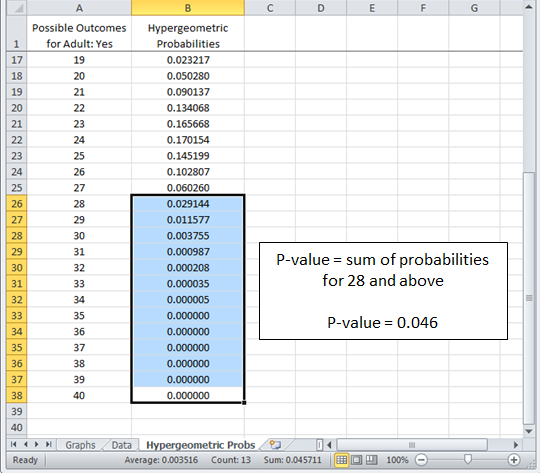 A B C D E F G
Possible Outcomes Hypergeometric
1 for Adult: Yes Probabilities
17 19 0.023217
18 20 0.050280
19 21 0.090137
20 22 0.134068
21 23 0.165668
22 24 0.170154
23 25 0.145199
24 26 0.102807
25 27 0.060260
26 28 0.029144
27 29 0.011577
28 30 0.003755
29 31 0.000987
30 32 0.000208
31 33 0.000035
32 34 0.000005
33 35 0.000000
34 36 0.000000
35 37 0.000000
36 38 0.000000
37 39 0.000000
38 40 0.000000
39
40
P-value = sum of probabilities
for 28 and above
P-value = 0.046
Graphs Data Hypergeometric Probs
Ready Average: 0.003516 Count: 13 Sum: 0.045711 100%